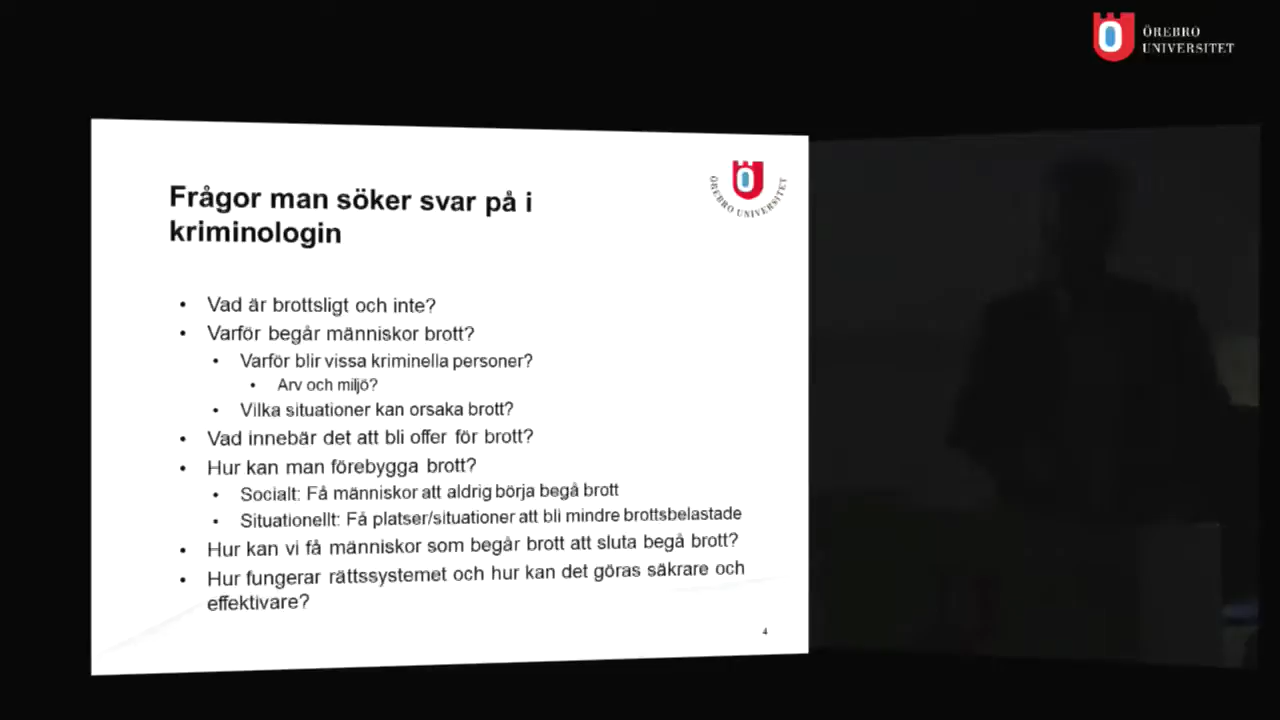 ÖREBRO
UNIVERSITET
Frågor man söker svar på i
kriminologin
ÖREBRO UNIVERSITET
• Vad är brottsligt och inte?
• Varför begår människor brott?
• Varför blir vissa kriminella personer?
• Arv och miljö?
• Vilka situationer kan orsaka brott?
• Vad innebär det att bli offer för brott?
• Hur kan man förebygga brott?
• Socialt: Få människor att aldrig börja begå brott
• Situationellt: Få platser/situationer att bli mindre brottsbelastade
• Hur kan vi få människor som begår brott att sluta begå brott?
• Hur fungerar rättssystemet och hur kan det göras säkrare och
effektivare?
4